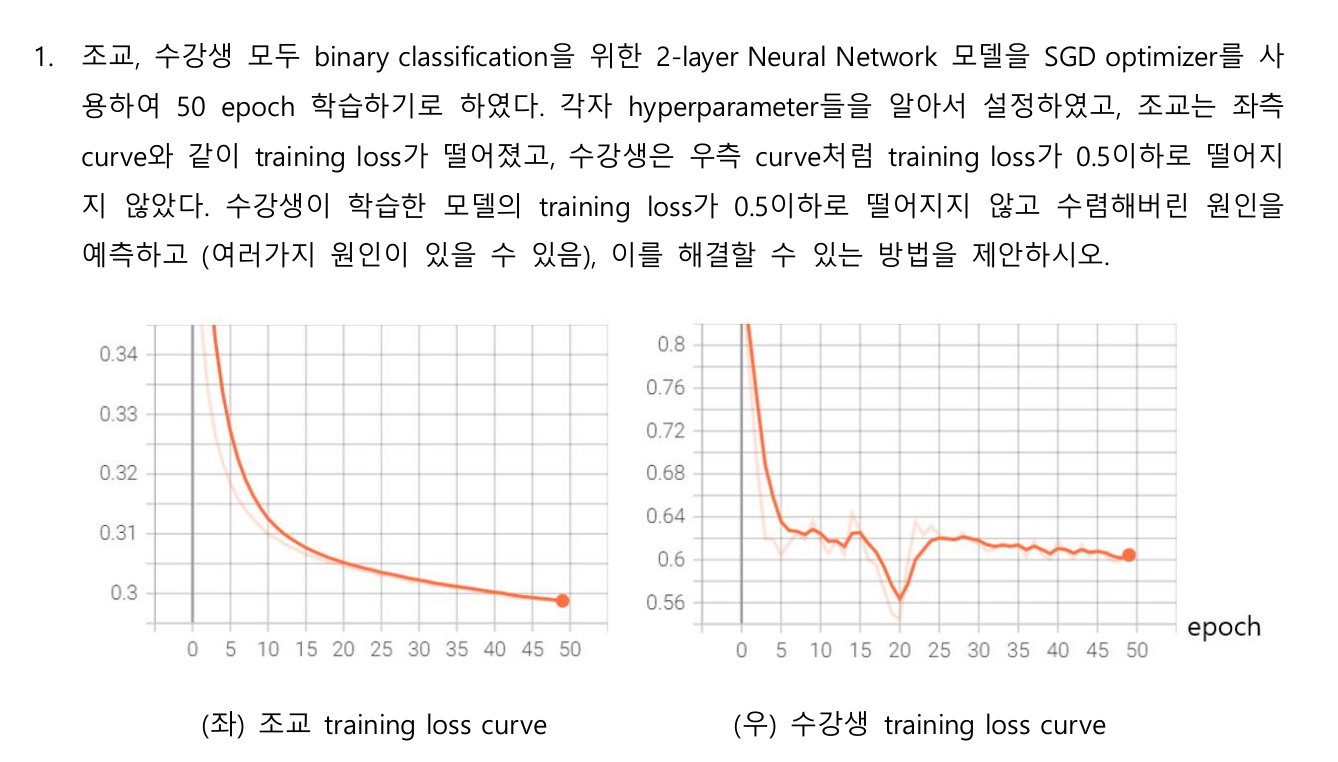 1. 조교, 수강생 모두 binary classification을 위한 2-layer Neural Network 모델을 SGD optimizer를 사
용하여 50 epoch 학습하기로 하였다. 각자 hyperparameter들을 알아서 설정하였고, 조교는 좌측
curve와 같이 training loss가 떨어졌고, 수강생은 우측 curve처럼 training loss가 0.5이하로 떨어지
지 않았다. 수강생이 학습한 모델의 training loss가 0.5이하로 떨어지지 않고 수렴해버린 원인을
예측하고 (여러가지 원인이 있을 수 있음), 이를 해결할 수 있는 방법을 제안하시오.
0.34
0.33
0.32
0.31
0.3
0 5 10 15 20 25 30 35 40 45 50
0.8
0.76
0.72
0.68
0.64
0.6
0.56
0 5 10 15 20 25 30 35 40 45 50
epoch
(좌) 조교 training loss curve
(우) 수강생 training loss curve